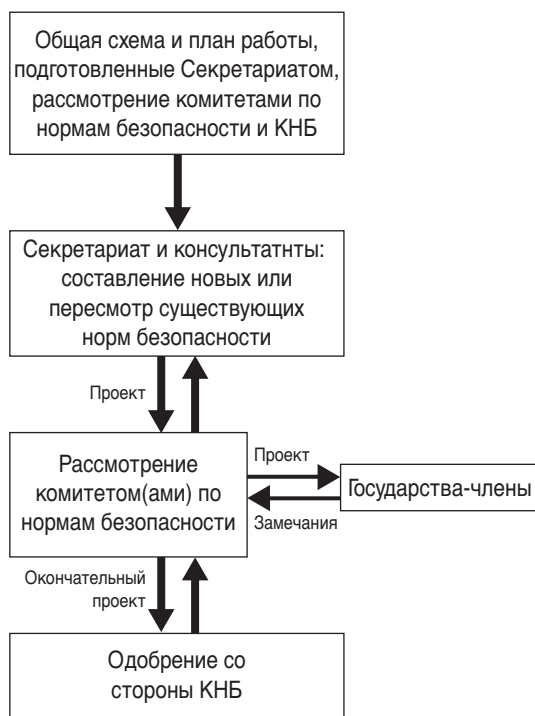 Общая схема и план работы,
подготовленные Секретариатом,
рассмотрение комитетами по
нормам безопасности и КНБ
Секретариат и консультатнты:
составление новых или
пересмотр существующих
норм безопасности
Проект
Рассмотрение
комитетом(ами) по
нормам безопасности
Проект
Государства-члены
Замечания
Окончательный
проект
Одобрение со
стороны КНБ